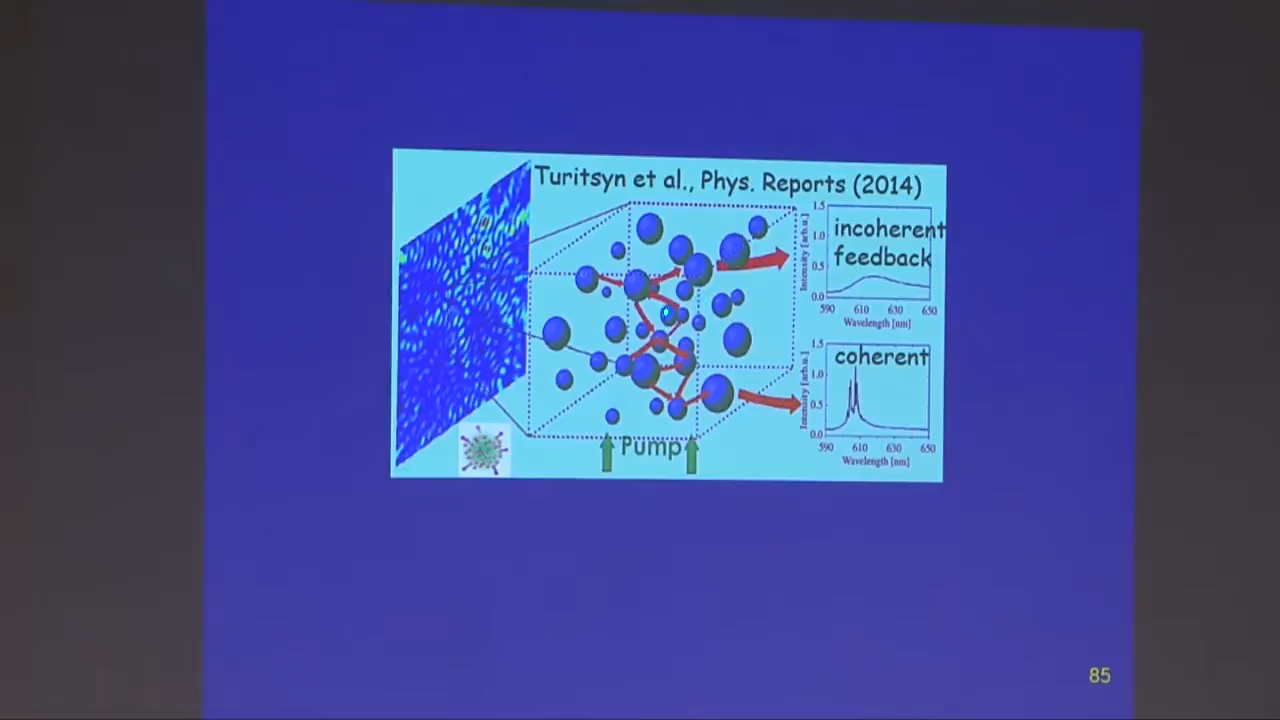 Turitsyn et al., Phys. Reports (2014)
incoherent
feedback
Intensity [arb.u.]
1.5
1.0
0.5
0.0
590 610 630 650
Wavelength [nm]
coherent
Intensity [arb.u.]
1.5
1.0
0.5
0.0
590 610 630 650
Wavelength [nm]
Pump
85